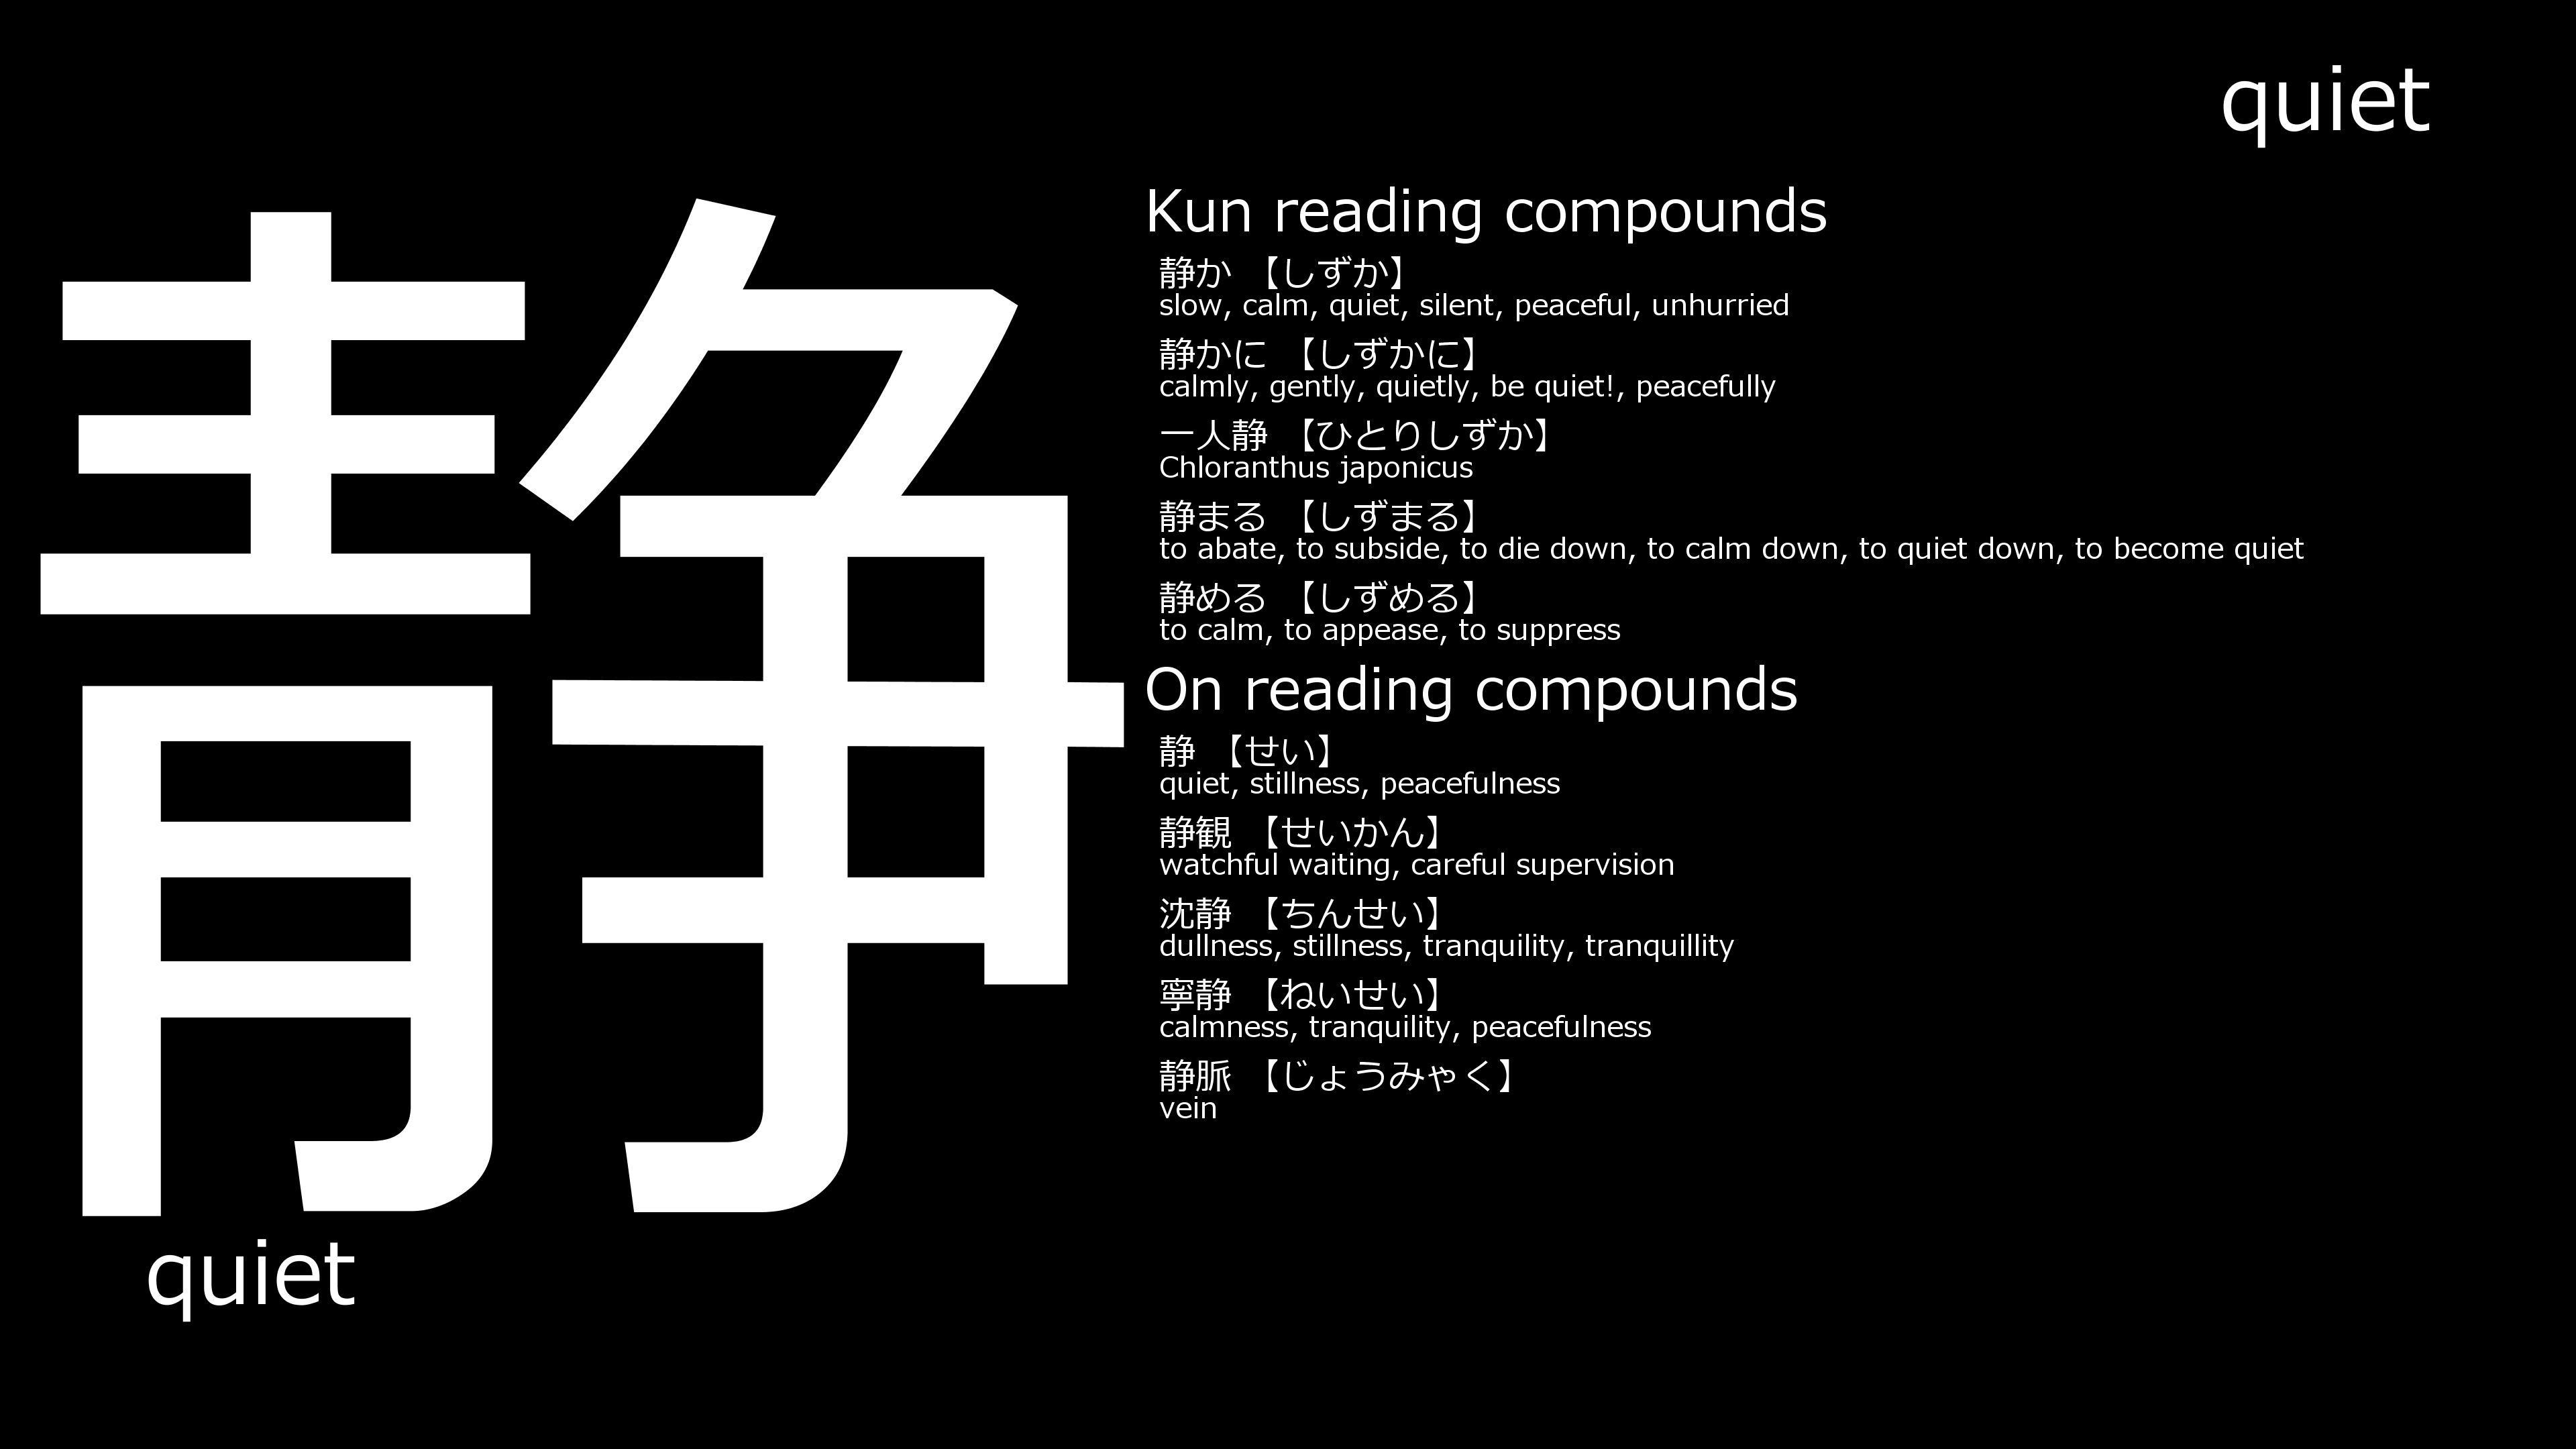 quiet
静
quiet
Kun reading compounds
静か 【しずか】
slow, calm, quiet, silent, peaceful, unhurried
静かに 【しずかに】
calmly, gently, quietly, be quiet!, peacefully
一人静 【ひとりしずか】
Chloranthus japonicus
静まる 【しずまる】
to abate, to subside, to die down, to calm down, to quiet down, to become quiet
静める 【しずめる】
to calm, to appease, to suppress
On reading compounds
静 【せい】
quiet, stillness, peacefulness
静観 【せいかん】
watchful waiting, careful supervision
沈静 【ちんせい】
dullness, stillness, tranquility, tranquillity
寧静 【ねいせい】
calmness, tranquility, peacefulness
静脈 【じょうみゃく】
vein